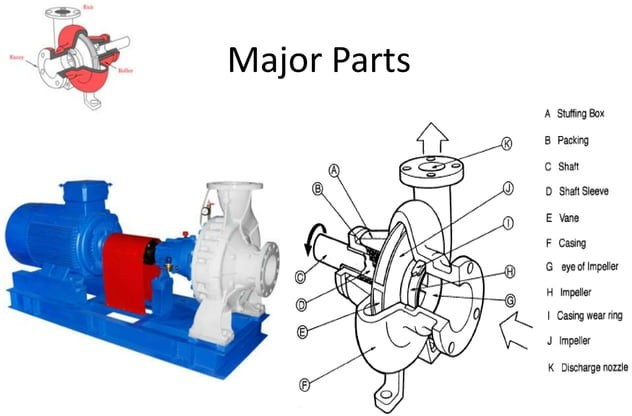 Exit
Major Parts
A Stuffing Box
B Packing
C Shaft
D Shaft Sleeve
E Vane
F Casing
G eye of Impeller
H Impeller
I Casing wear ring
J Impeller
K Discharge nozzle
K
A
B
J
I
C
H
D
G
E
F